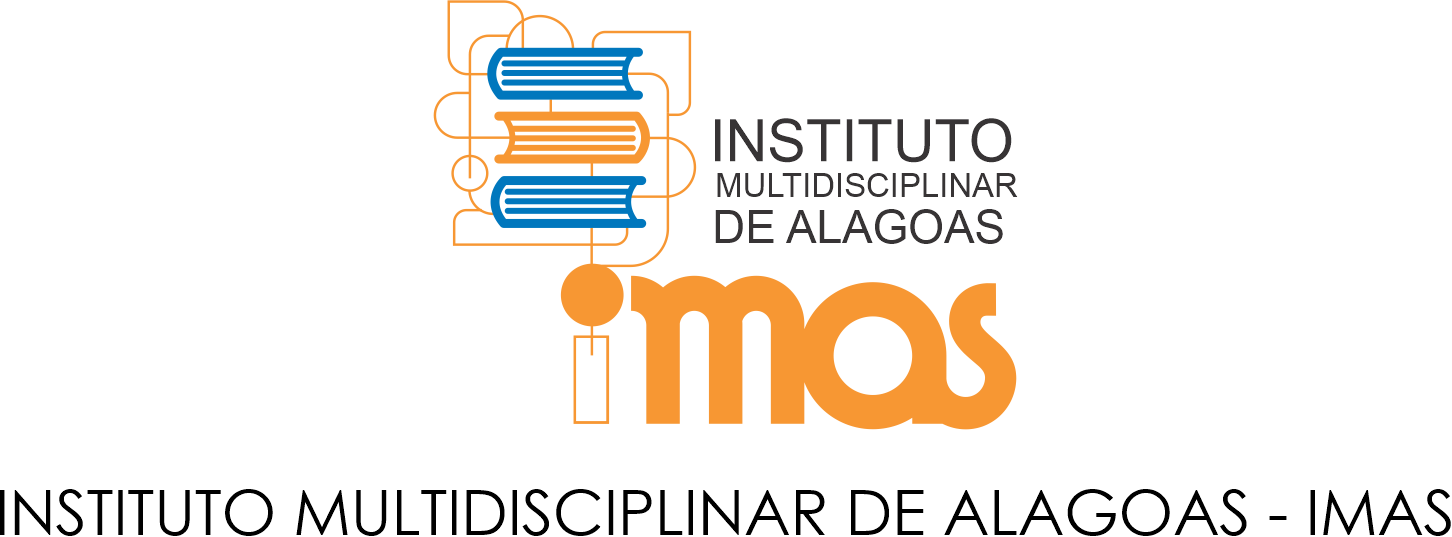 INSTITUTO
MULTIDISCIPLINAR
DE ALAGOAS
imas
INSTITUTO MULTIDISCIPLINAR DE ALAGOAS - IMAS